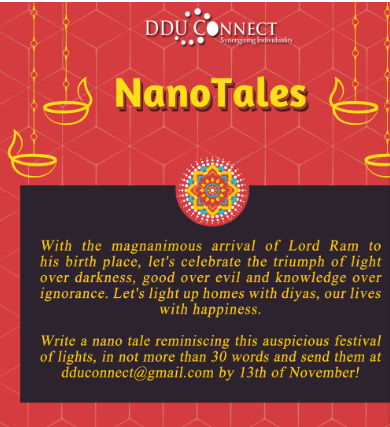 DDU CONNECT
Synergizing Individuality
NanoTales
With the magnanimous arrival of Lord Ram to
his birth place, let's celebrate the triumph of light
over darkness, good over evil and knowledge over
ignorance. Let's light up homes with diyas, our lives
with happiness.
Write a nano tale reminiscing this auspicious festival
of lights, in not more than 30 words and send them at
dduconnect@gmail.com by 13th of November!